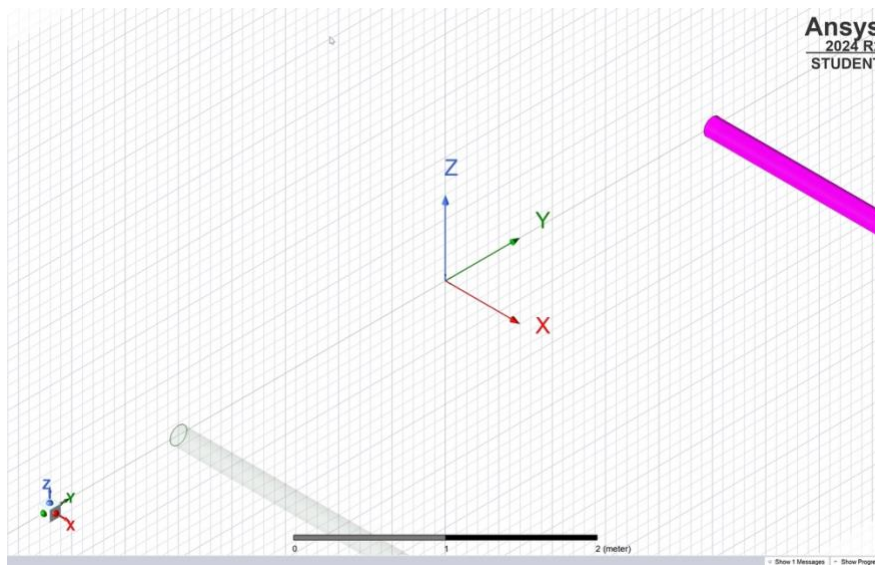 Ansys
2024 R
STUDENT
Z
Y
X
Z
Y
X
0
1
2 (meter)
Show 1 Messages
Show Progre